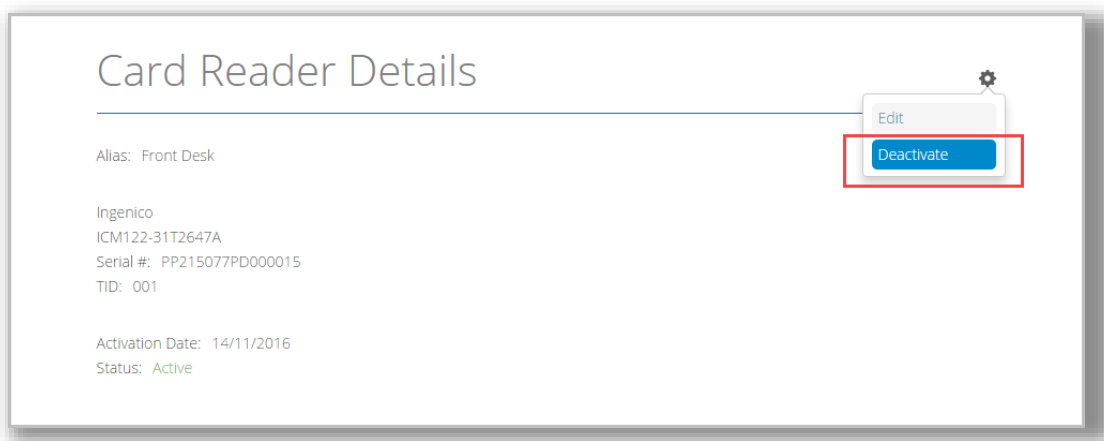 Card Reader Details
Edit
Deactivate
Alias: Front Desk
Ingenico
ICM122-31T2647A
Serial #: PP215077PD000015
TID: 001
Activation Date: 14/11/2016
Status: Active